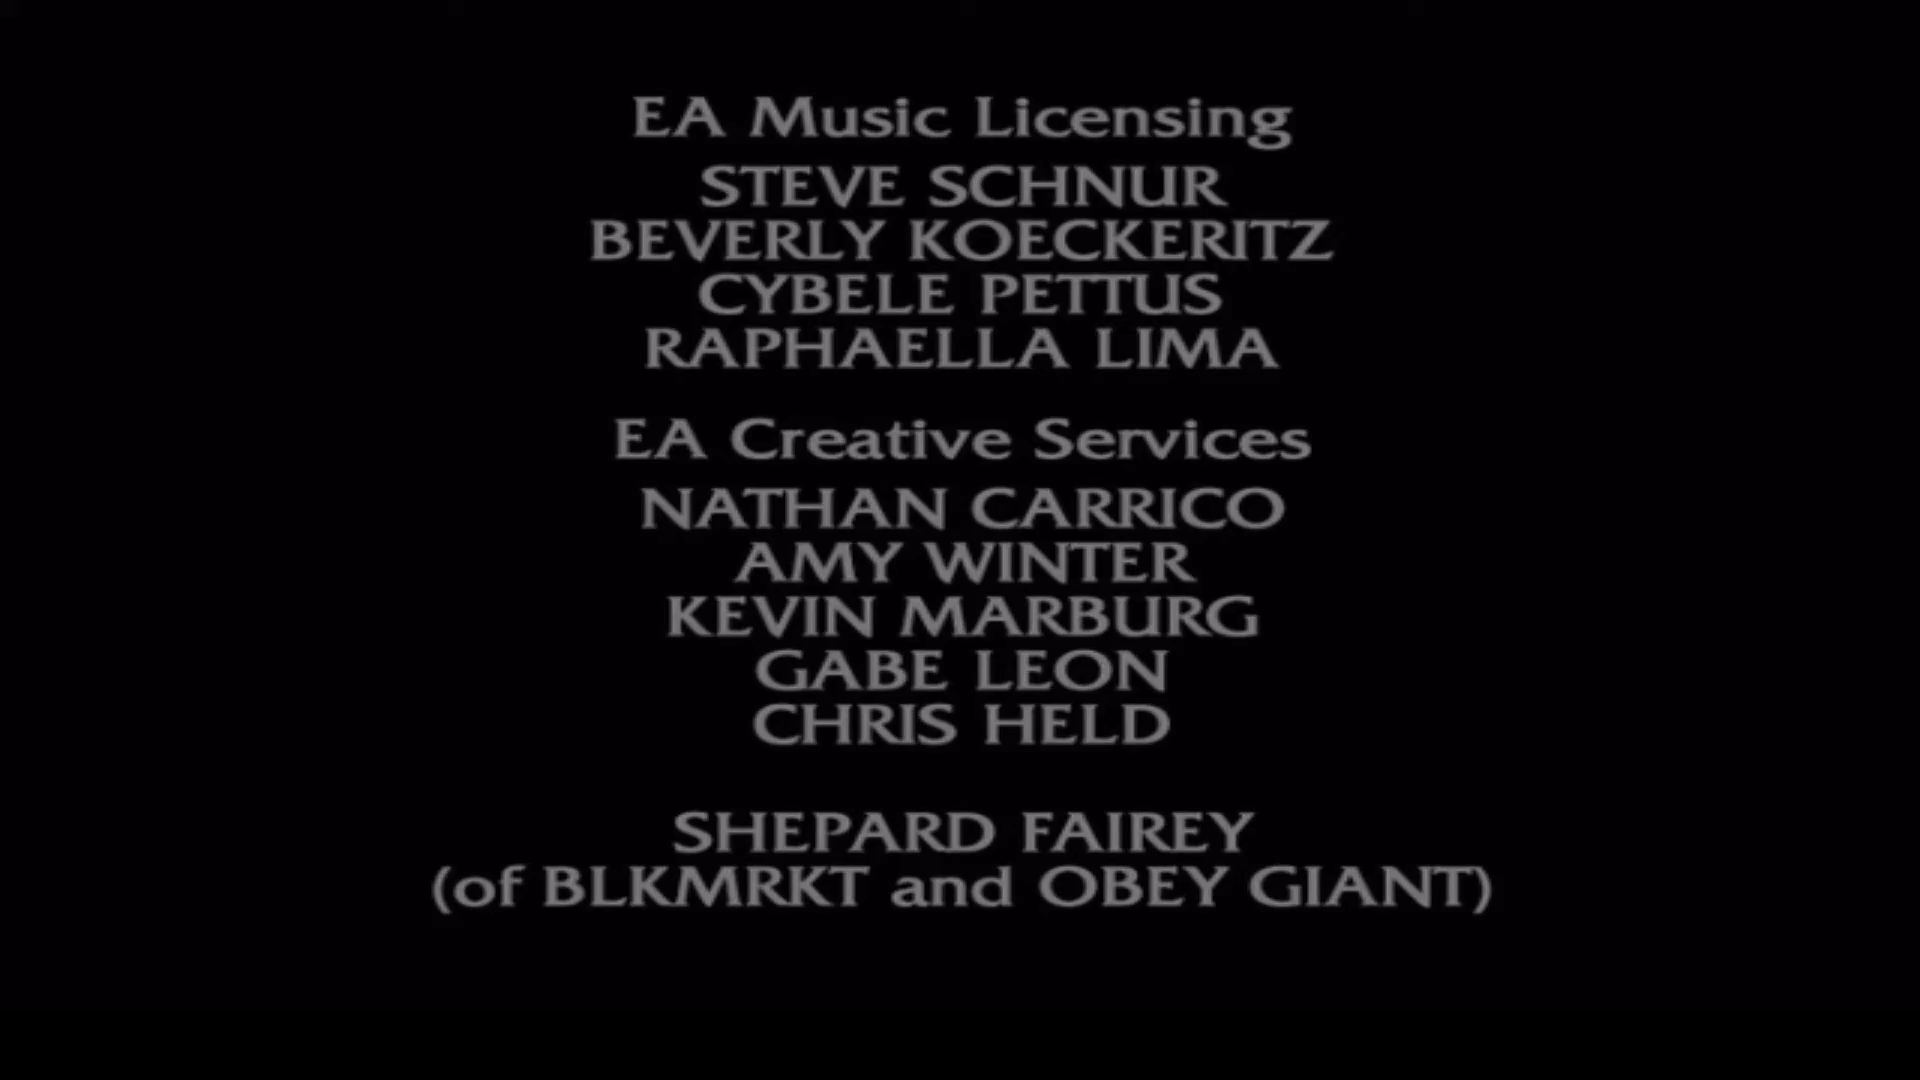 EA Music Licensing
STEVE SCHNUR
BEVERLY KOECKERITZ
CYBELE PETTUS
RAPHAELLA LIMA
EA Creative Services
NATHAN CARRICO
AMY WINTER
KEVIN MARBURG
GABE LEON
CHRIS HELD
SHEPARD FAIREY
(of BLKMRKT and OBEY GIANT)